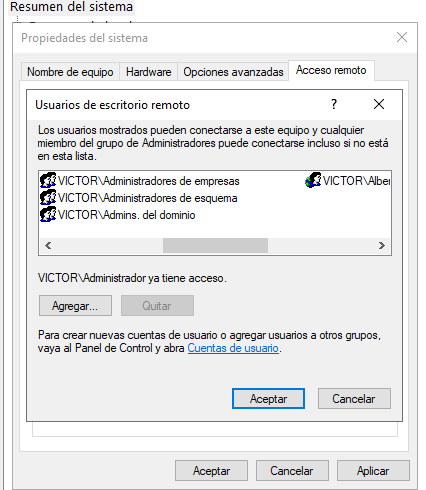 Resumen del sistema
Propiedades del sistema
Nombre de equipo
Hardware
Opciones avanzadas
Acceso remoto
Usuarios de escritorio remoto
?
Los usuarios mostrados pueden conectarse a este equipo y cualquier
miembro del grupo de Administradores puede conectarse incluso si no está
en esta lista.
VICTOR\Administradores de empresas
VICTOR\Alber
VICTOR\Administradores de esquema
VICTOR\Admins. del dominio
VICTOR\Administrador ya tiene acceso.
Agregar...
Quitar
Para crear nuevas cuentas de usuario o agregar usuarios a otros grupos,
vaya al Panel de Control y abra Cuentas de usuario.
Aceptar
Cancelar
Aceptar
Cancelar
Aplicar